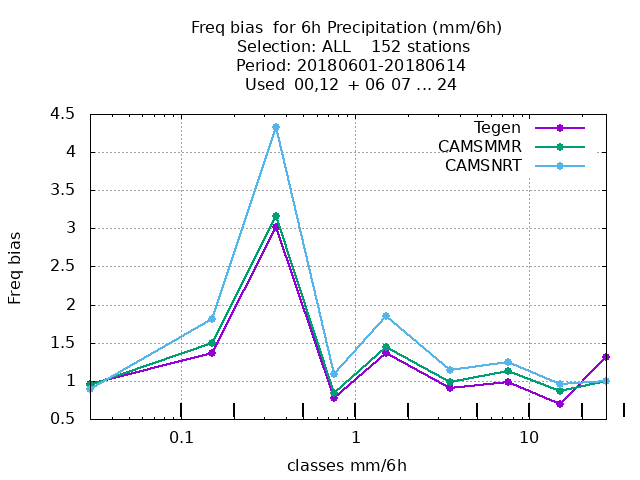 Freq bias  for 6h Precipitation (mm/6h)
Selection: ALL    152 stations
Period: 20180601-20180614
Used  00,12  + 06 07 ... 24
Tegen
CAMSMMR
CAMSNRT
4.5
4
3.5
3
2.5
2
1.5
1
0.5
Freq bias
0.1
1
10
classes mm/6h